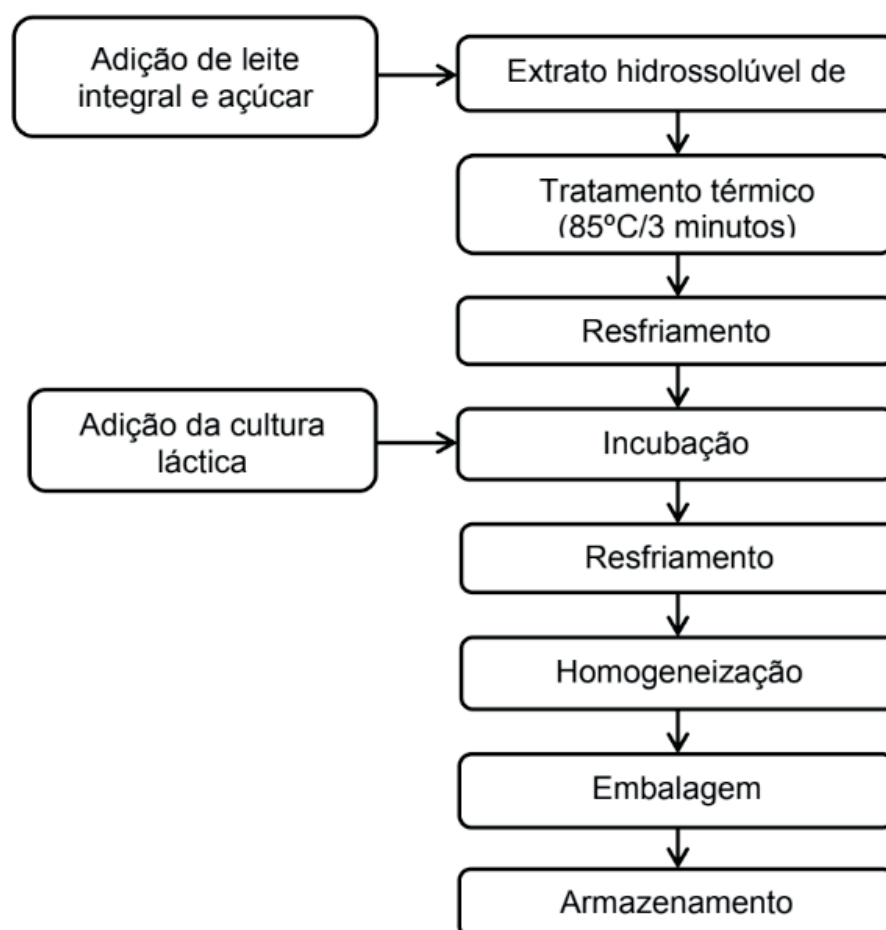 Adição de leite
integral e açúcar
Extrato hidrossolúvel de
Tratamento térmico
(85ºC/3 minutos)
Resfriamento
Adição da cultura
láctica
Incubação
Resfriamento
Homogeneização
Embalagem
Armazenamento